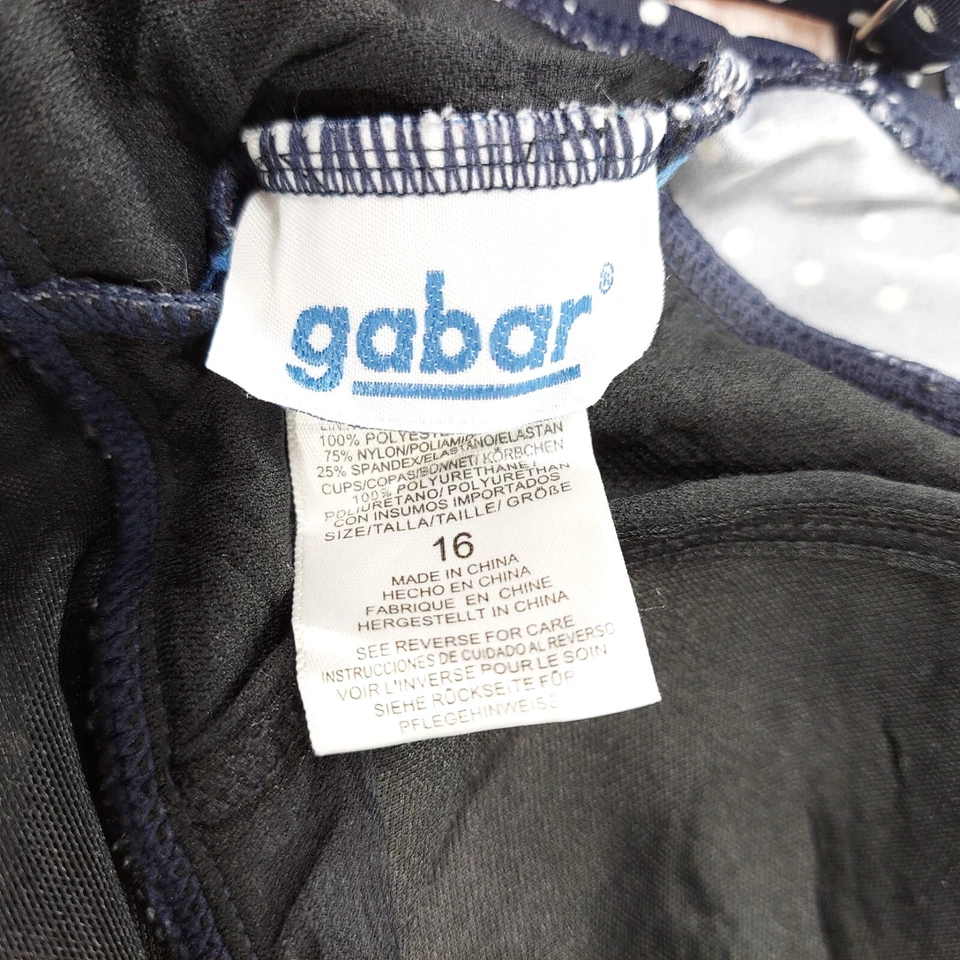 gabar®
100% POLYESTE
75% NYLON/POLIAMID ELASTANO/ELASTAN
25% SPANDEX/ELASTANO/ELASTAN
CUPS/COPAS/BONNET/ KÖRBCHEN
100% POLYURETHANE
POLIURETANO/ POLYURETHAN
CON INSUMOS IMPORTADOS
SIZE/TALLA/TAILLE/ GRÖßE
16
MADE IN CHINA
HECHO EN CHINA
FABRIQUE EN CHINE
HERGESTELLT IN CHINA
SEE REVERSE FOR CARE
INSTRUCCIONES DE CUIDADO AL REVERSO
VOIR L'INVERSE POUR LE SOIN
SIEHE RÜCKSEITE FÜR
PFLEGEHINWEISE